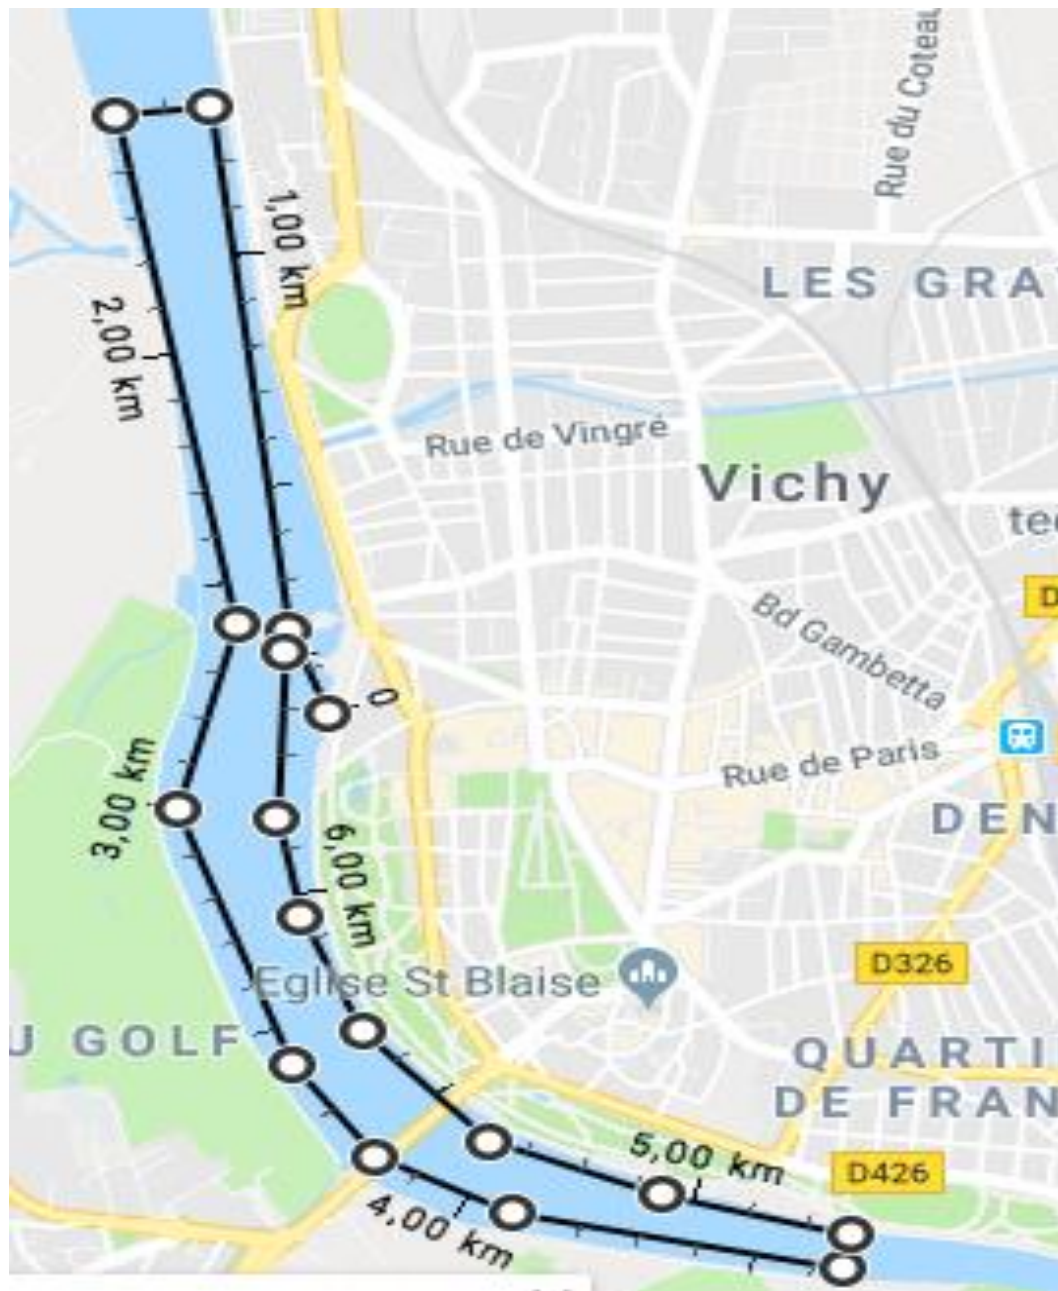 Rue du Coteau
1,00 km
LES GRA
2,00 km
Rue de Vingré
Vichy
Bd Gambetta
D
0
Rue de Paris
3,00 km
DEN
6,00 km
D326
Eglise St Blaise
U GOLF
QUARTI
DE FRAN
5,00 km
D426
4,00 km